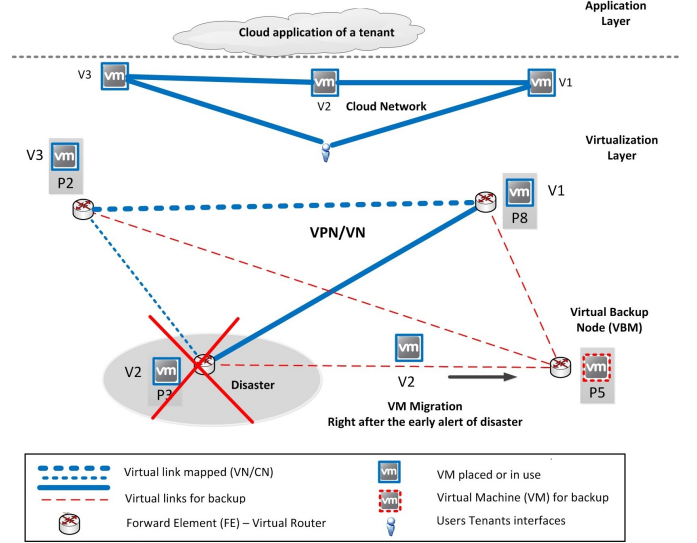 Application
Layer
Cloud application of a tenant
V3
vm
vm
vm
V1
V2
Cloud Network
Virtualization
Layer
V3
vm
P2
vm
V1
P8
VPN/VN
Virtual Backup
Node (VBM)
vm
V2
vm
P3
Disaster
V2
vm
P5
VM Migration
Right after the early alert of disaster
Virtual link mapped (VN/CN)
vm
VM placed or in use
Virtual links for backup
vm
Virtual Machine (VM) for backup
Forward Element (FE) – Virtual Router
Users Tenants interfaces